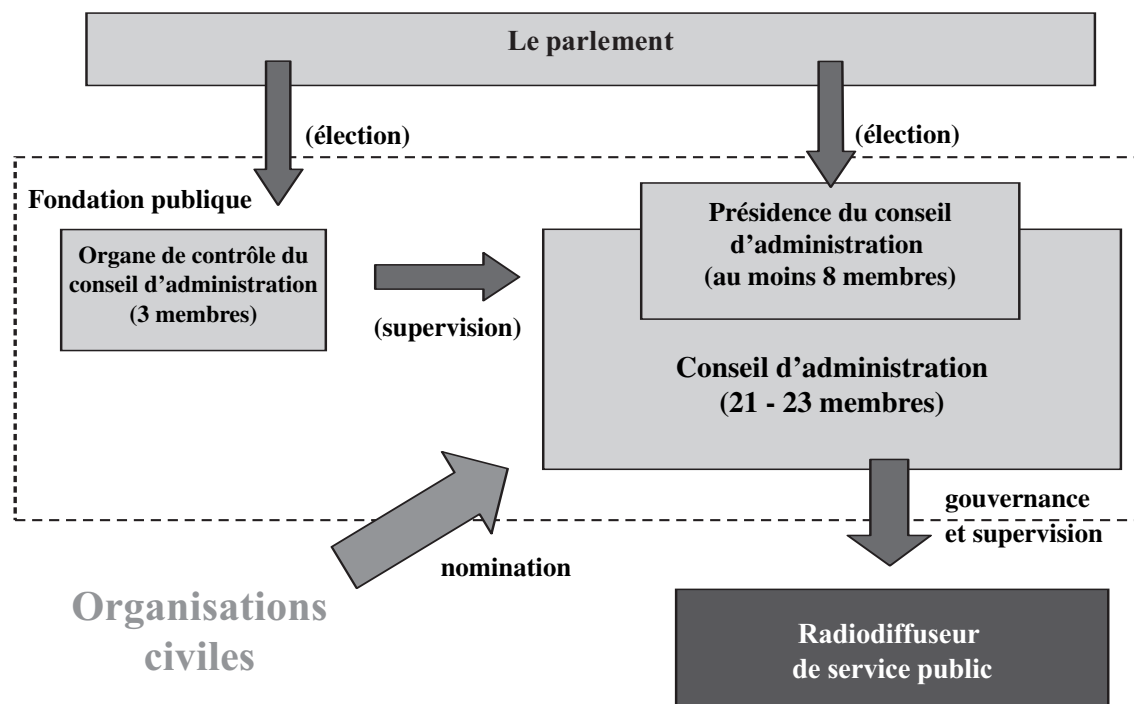 Le parlement
(élection)
(élection)
Fondation publique
Organe de contrôle du
conseil d’administration
(3 membres)
(supervision)
Présidence du conseil
d’administration
(au moins 8 membres)
Conseil d’administration
(21 - 23 membres)
gouvernance
et supervision
nomination
Organisations
civiles
Radiodiffuseur
de service public